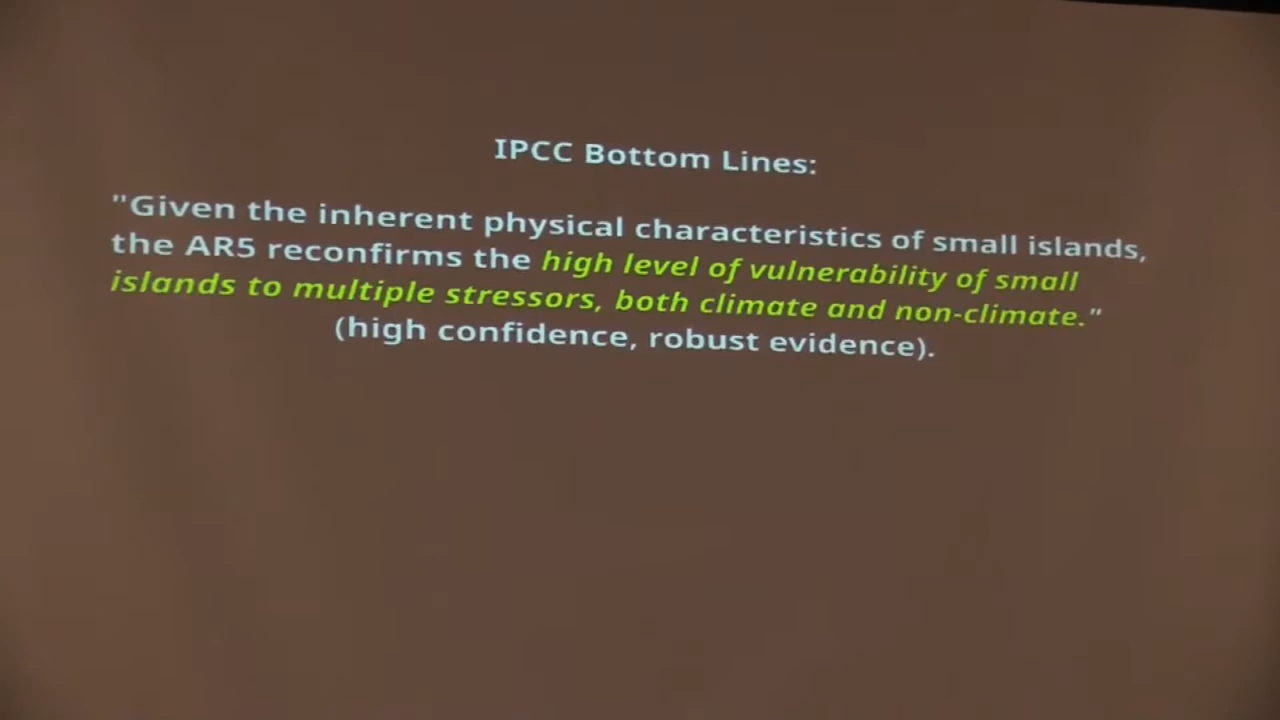 IPCC Bottom Lines:
"Given the inherent physical characteristics of small islands,
the AR5 reconfirms the high level of vulnerability of small
islands to multiple stressors, both climate and non-climate."
(high confidence, robust evidence).